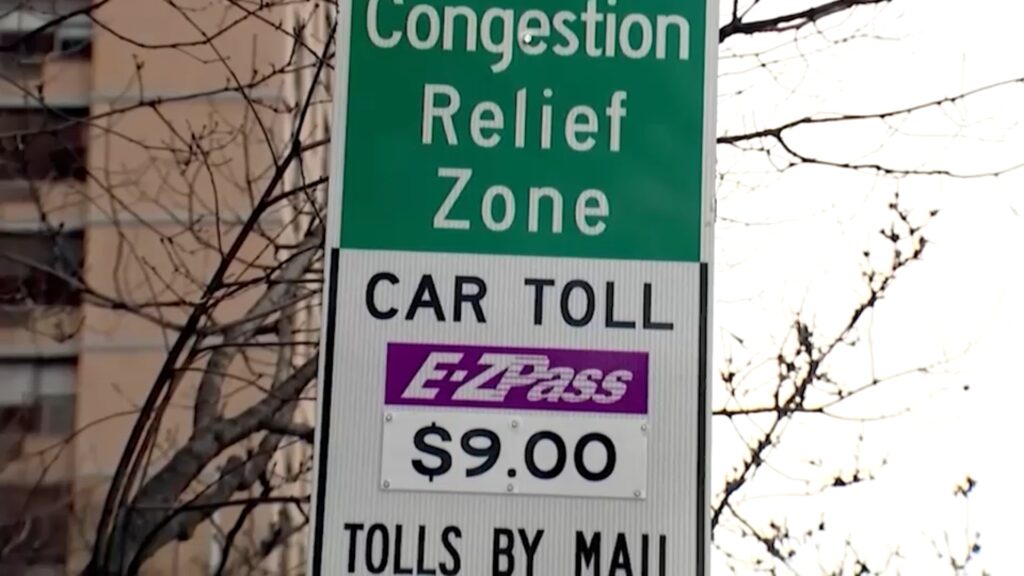 Congestion
Relief
Zone
CAR TOLL
E-ZPass
$9.00
TOLLS BY MAIL